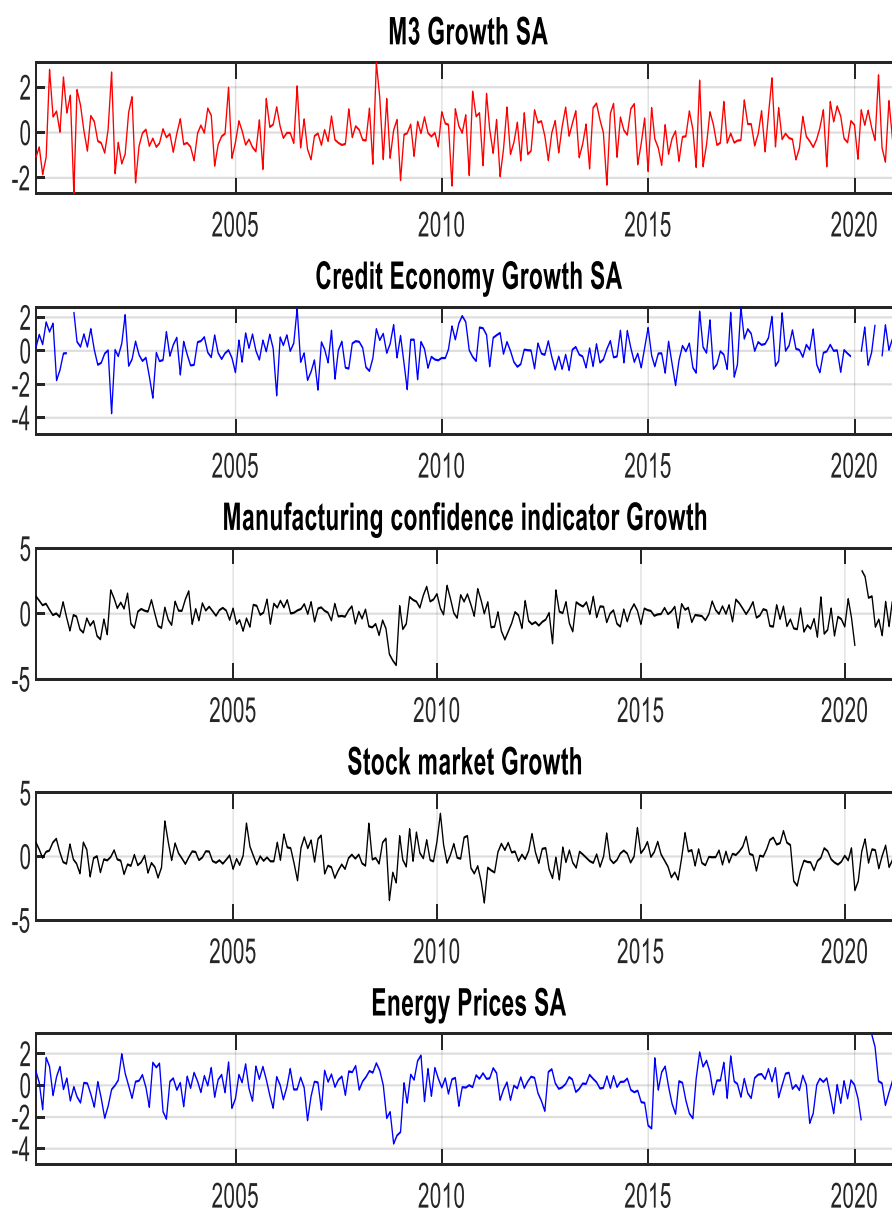 M3 Growth SA
2
0
-2
2005 2010 2015 2020
Credit Economy Growth SA
2
0
-2
-4
2005 2010 2015 2020
Manufacturing confidence indicator Growth
5
0
-5
2005 2010 2015 2020
Stock market Growth
5
0
-5
2005 2010 2015 2020
Energy Prices SA
2
0
-2
-4
2005 2010 2015 2020